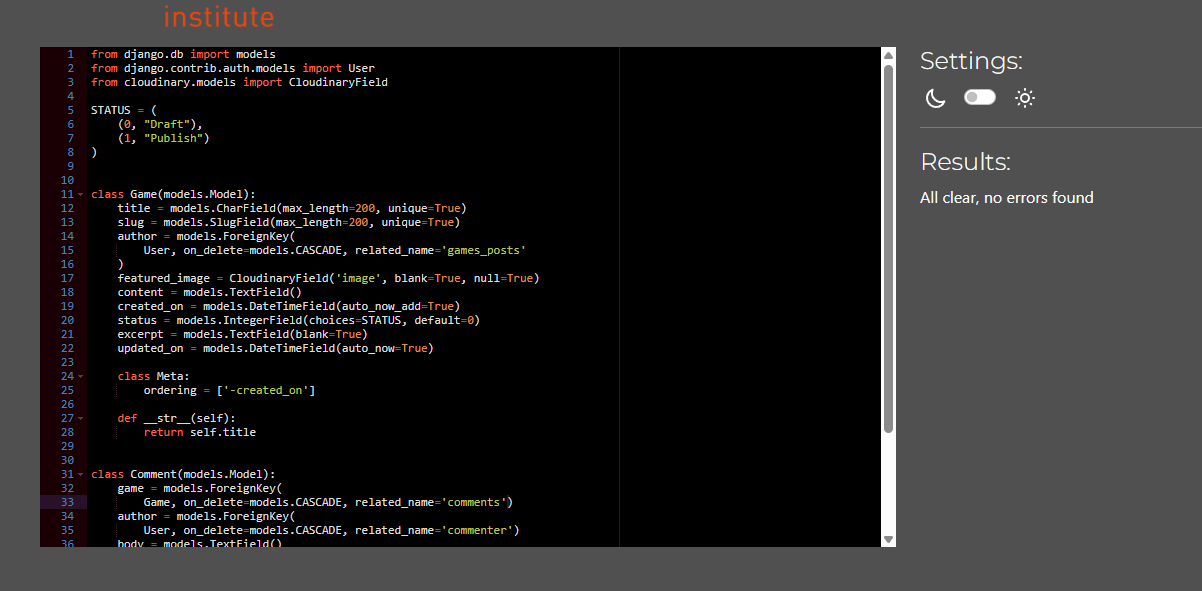 institute
1 from django.db import models
2 from django.contrib.auth.models import User
3 from cloudinary.models import CloudinaryField
4
5 STATUS = (
6     (0, "Draft"),
7     (1, "Publish")
8 )
9
10
11 class Game(models.Model):
12     title = models.CharField(max_length=200, unique=True)
13     slug = models.SlugField(max_length=200, unique=True)
14     author = models.ForeignKey(
15         User, on_delete=models.CASCADE, related_name='games_posts'
16     )
17     featured_image = CloudinaryField('image', blank=True, null=True)
18     content = models.TextField()
19     created_on = models.DateTimeField(auto_now_add=True)
20     status = models.IntegerField(choices=STATUS, default=0)
21     excerpt = models.TextField(blank=True)
22     updated_on = models.DateTimeField(auto_now=True)
23
24     class Meta:
25         ordering = ['-created_on']
26
27     def __str__(self):
28         return self.title
29
30
31 class Comment(models.Model):
32     game = models.ForeignKey(
33         Game, on_delete=models.CASCADE, related_name='comments')
34     author = models.ForeignKey(
35         User, on_delete=models.CASCADE, related_name='commenter')
36     body = models.TextField()
Settings:
Results:
All clear, no errors found